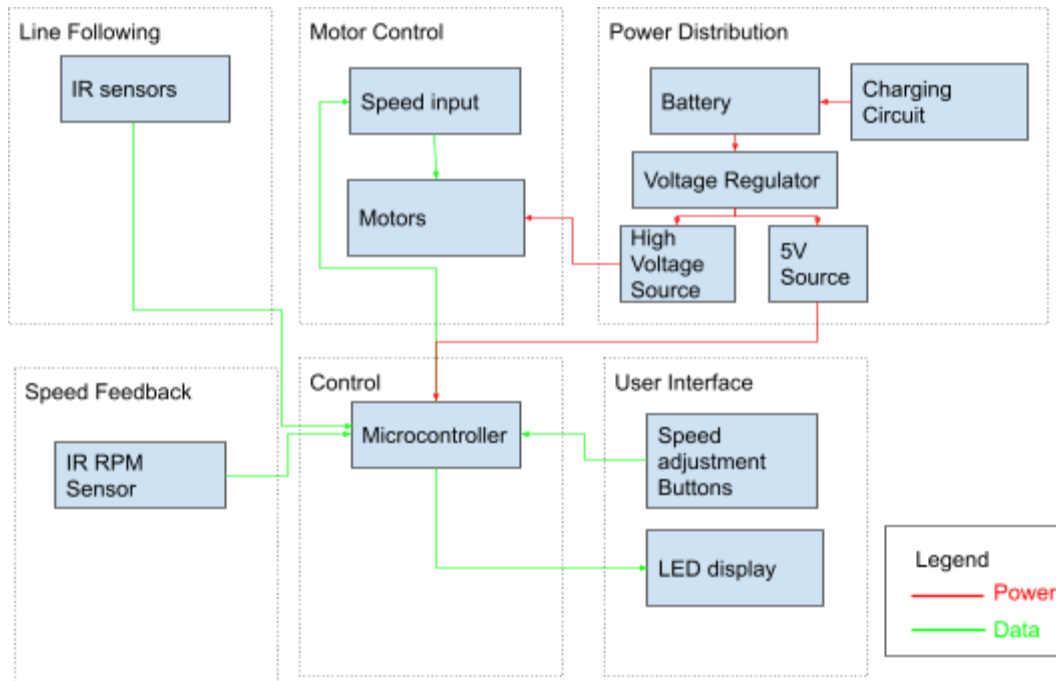 Line Following
IR sensors
Motor Control
Speed input
Motors
Power Distribution
Battery
Charging
Circuit
Voltage Regulator
High
Voltage
Source
5V
Source
Speed Feedback
IR RPM
Sensor
Control
Microcontroller
User Interface
Speed
adjustment
Buttons
LED display
Legend
Power
Data